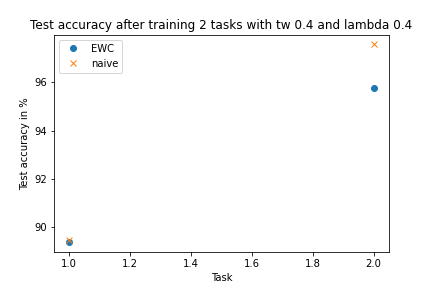 Test accuracy after training 2 tasks with tw 0.4 and lambda 0.4
EWC
naive
Test accuracy in %
96
94
92
90
1.0 1.2 1.4 1.6 1.8 2.0
Task